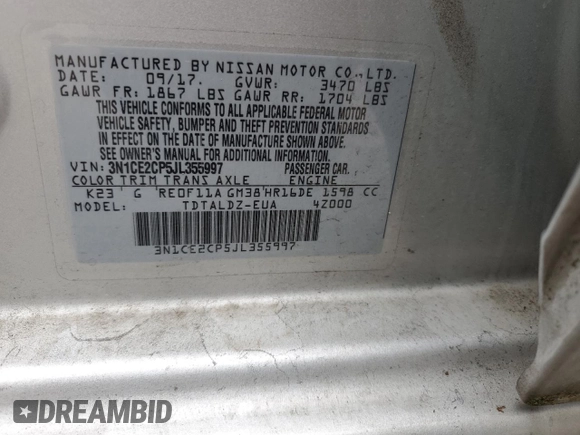 MANUFACTURED BY NISSAN MOTOR CO., LTD.
DATE: 09/17. GVWR: 3470 LBS
GAWR FR: 1867 LBS GAWR RR: 1704 LBS
THIS VEHICLE CONFORMS TO ALL APPLICABLE FEDERAL MOTOR
VEHICLE SAFETY, BUMPER AND THEFT PREVENTION STANDARDS
IN EFFECT ON THE DATE OF MANUFACTURE SHOWN ABOVE.
SEE OWNER'S MANUAL FOR ADDITIONAL INFORMATION.
VIN: 3N1CE2CP5JL355997 PASSENGER CAR
COLOR TRIM TRANS AXLE ENGINE
K23 G RE0F11A GM38 HR16DE 1598 CC
MODEL: TDTALDZ-EUA 4Z000
3N1CE2CP5JL355997
DREAMBID